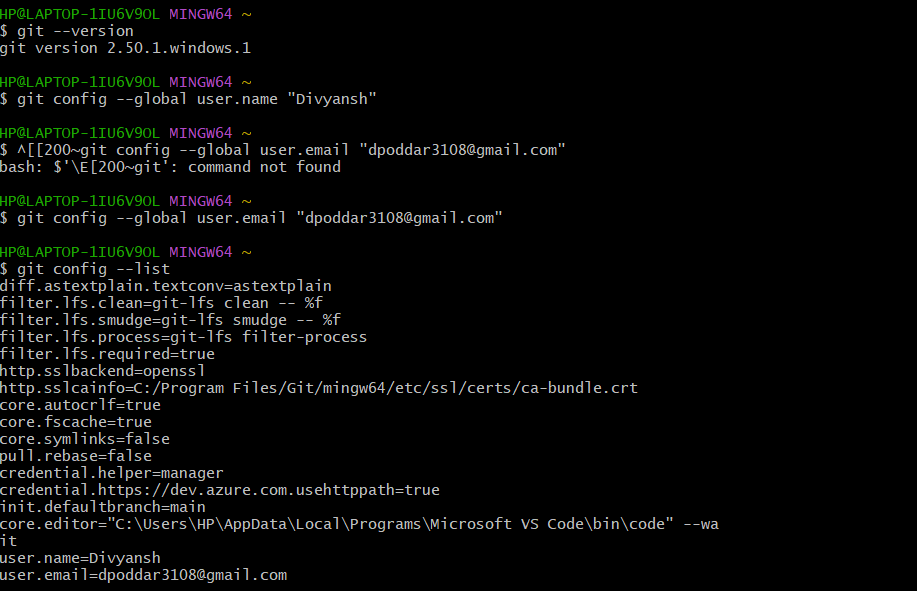 HP@LAPTOP-1IU6V9OL MINGW64 ~
$ git --version
git version 2.50.1.windows.1
HP@LAPTOP-1IU6V9OL MINGW64 ~
$ git config --global user.name "Divyansh"
HP@LAPTOP-1IU6V9OL MINGW64 ~
$ ^[[200~git config --global user.email "dpoddar3108@gmail.com"
bash: $'\E[200~git': command not found
HP@LAPTOP-1IU6V9OL MINGW64 ~
$ git config --global user.email "dpoddar3108@gmail.com"
HP@LAPTOP-1IU6V9OL MINGW64 ~
$ git config --list
diff.astextplain.textconv=astextplain
filter.lfs.clean=git-lfs clean -- %f
filter.lfs.smudge=git-lfs smudge -- %f
filter.lfs.process=git-lfs filter-process
filter.lfs.required=true
http.sslbackend=openssl
http.sslcainfo=C:/Program Files/Git/mingw64/etc/ssl/certs/ca-bundle.crt
core.autocrlf=true
core.fscache=true
core.symlinks=false
pull.rebase=false
credential.helper=manager
credential.https://dev.azure.com.usehttppath=true
init.defaultbranch=main
core.editor="C:\Users\HP\AppData\Local\Programs\Microsoft VS Code\bin\code" --wa
it
user.name=Divyansh
user.email=dpoddar3108@gmail.com